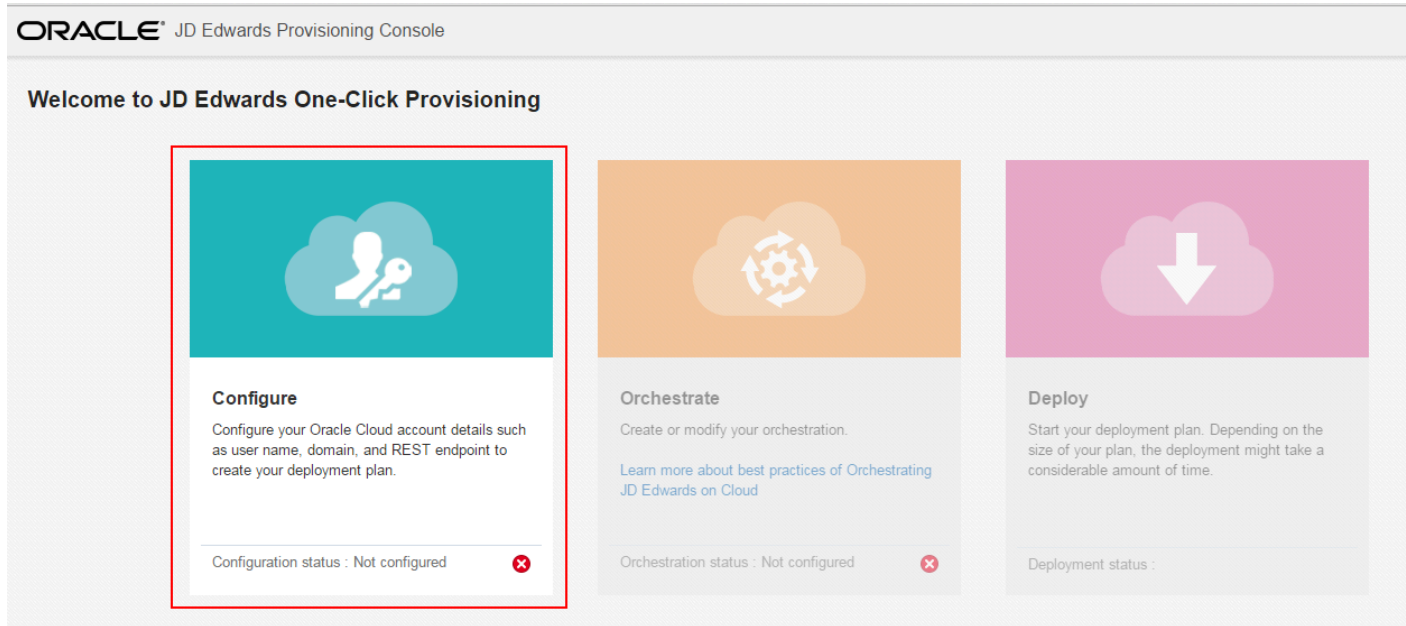 ORACLE® JD Edwards Provisioning Console
Welcome to JD Edwards One-Click Provisioning
Configure
Configure your Oracle Cloud account details such
as user name, domain, and REST endpoint to
create your deployment plan.
Configuration status : Not configured
Orchestrate
Create or modify your orchestration.
Learn more about best practices of Orchestrating
JD Edwards on Cloud
Orchestration status : Not configured
Deploy
Start your deployment plan. Depending on the
size of your plan, the deployment might take a
considerable amount of time.
Deployment status :